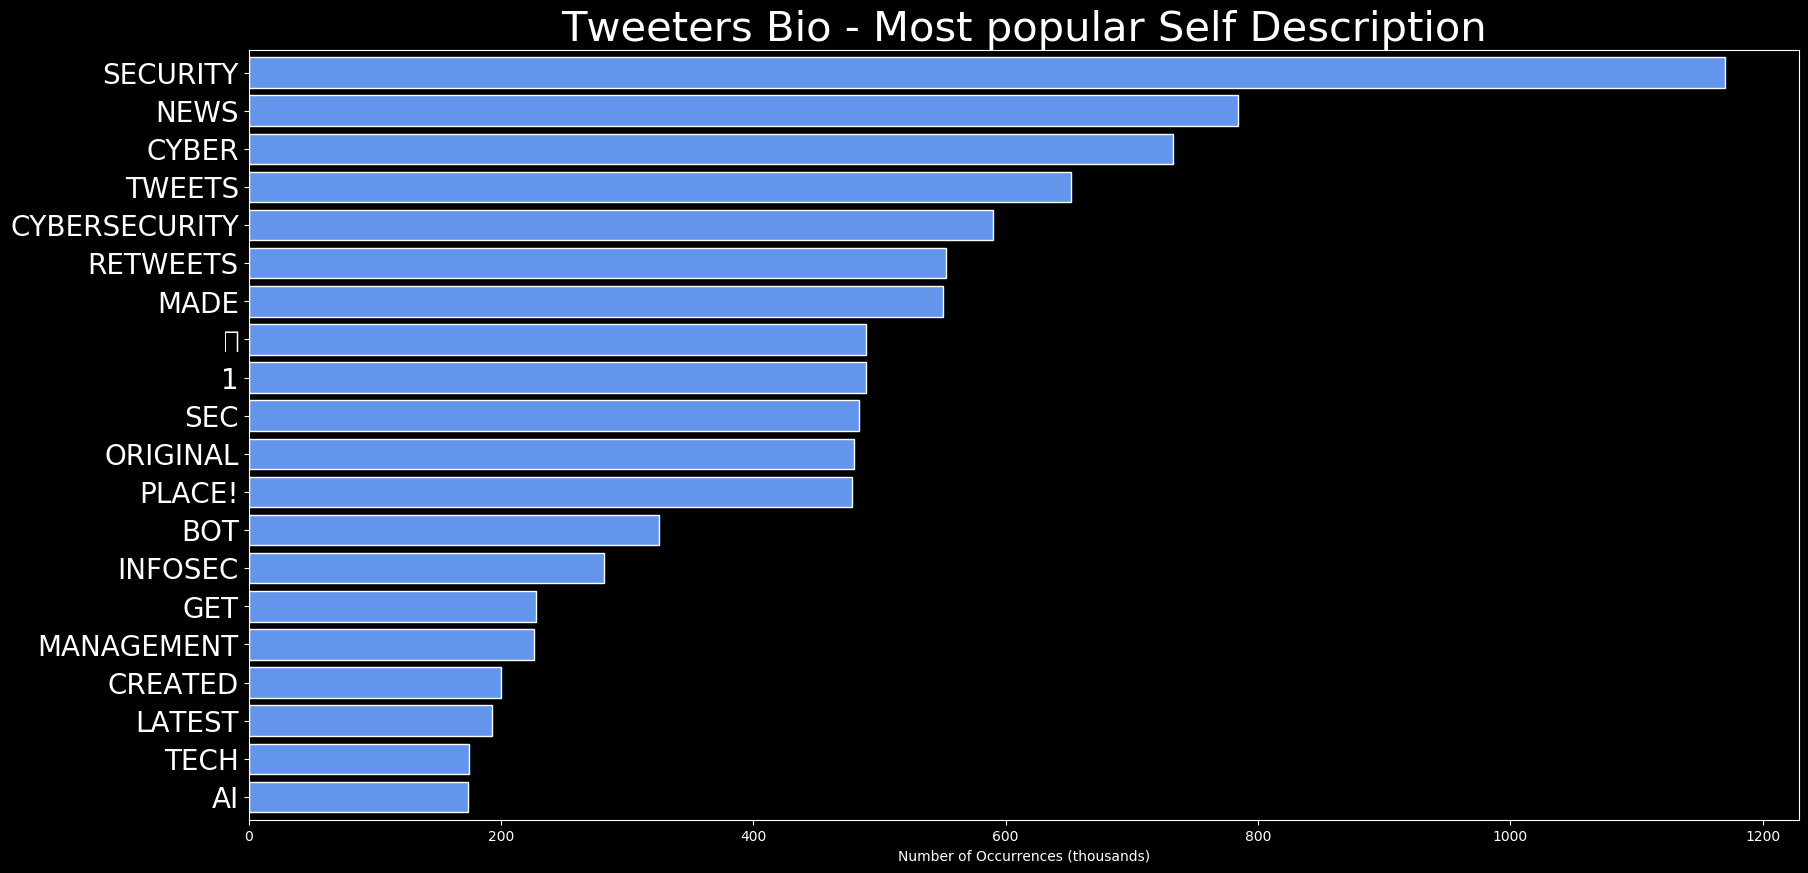 Tweeters Bio - Most popular Self Description
SECURITY
NEWS
CYBER
TWEETS
CYBERSECURITY
RETWEETS
MADE
1
SEC
ORIGINAL
PLACE!
BOT
INFOSEC
GET
MANAGEMENT
CREATED
LATEST
TECH
AI
0 200 400 600 800 1000 1200
Number of Occurrences (thousands)